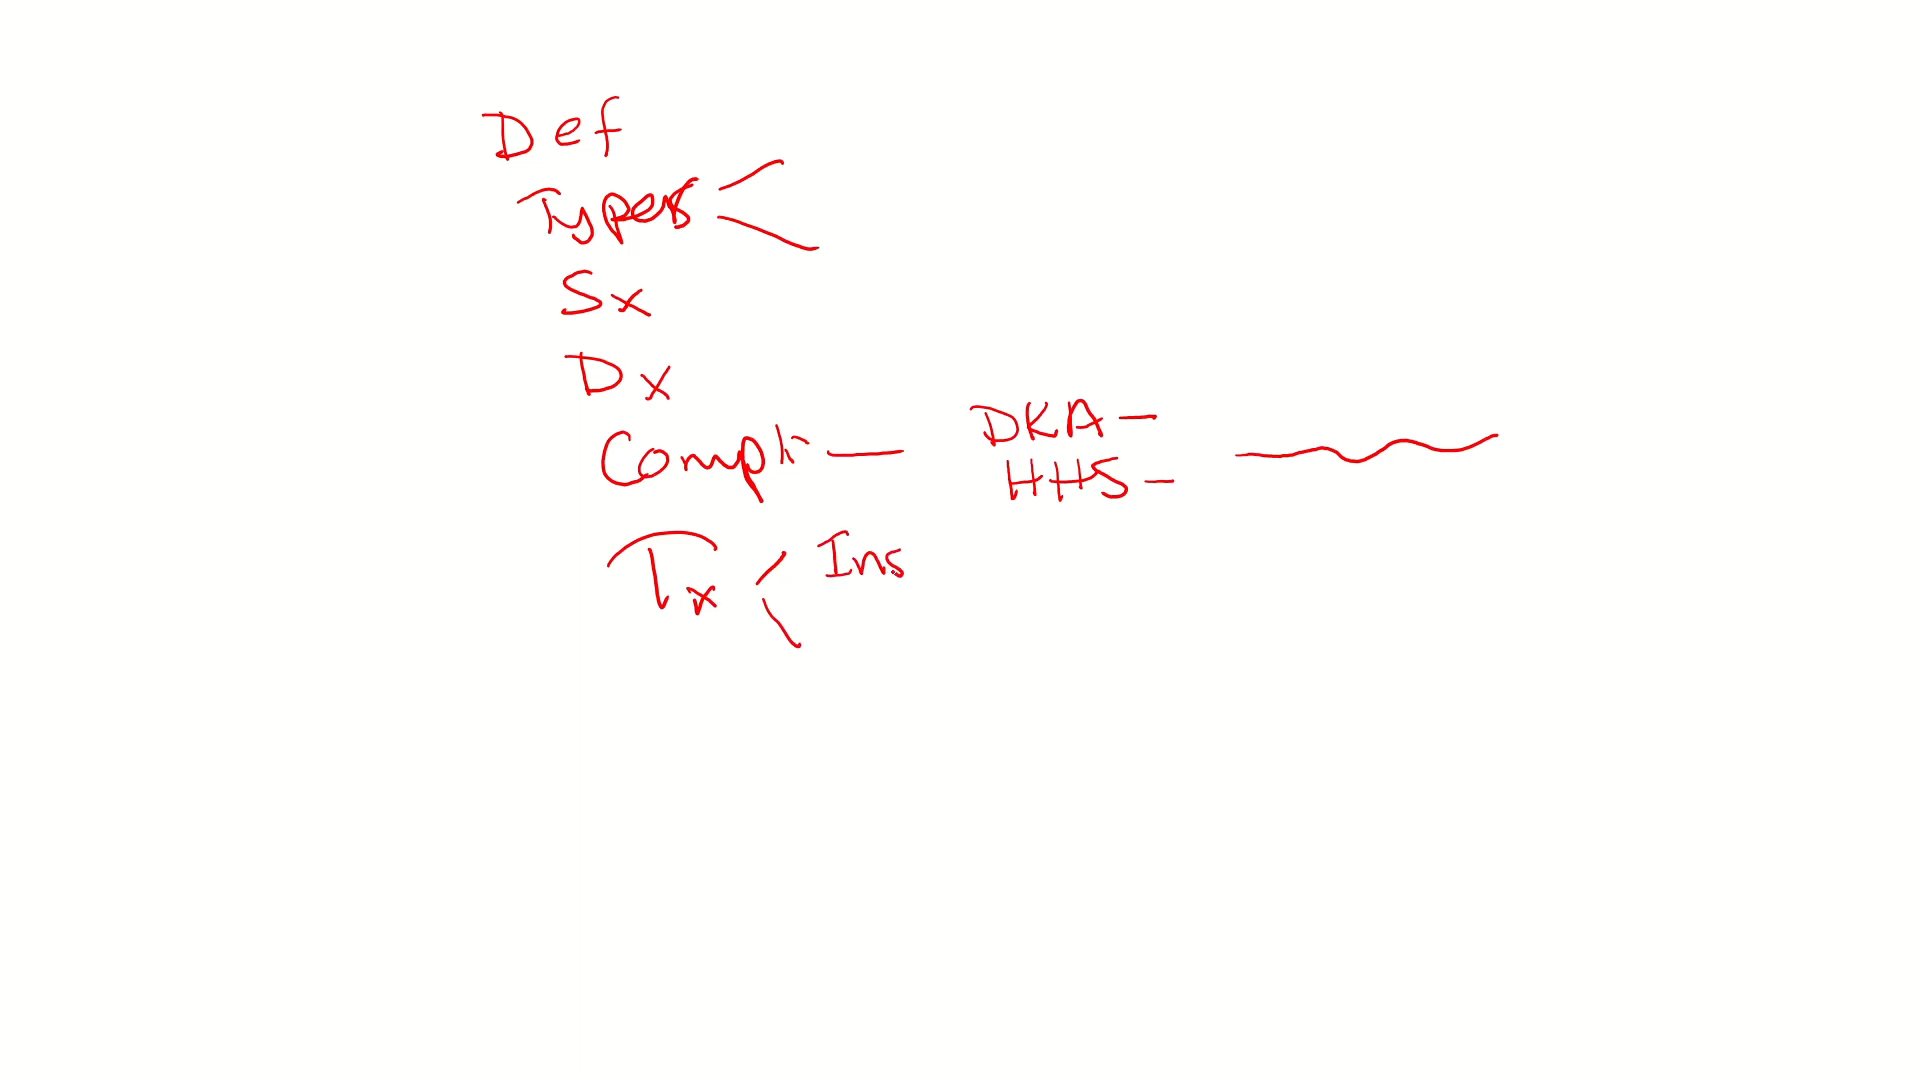 Def
Types
Sx
Dx
Compli — DKA —
HHS —
Tx Ins